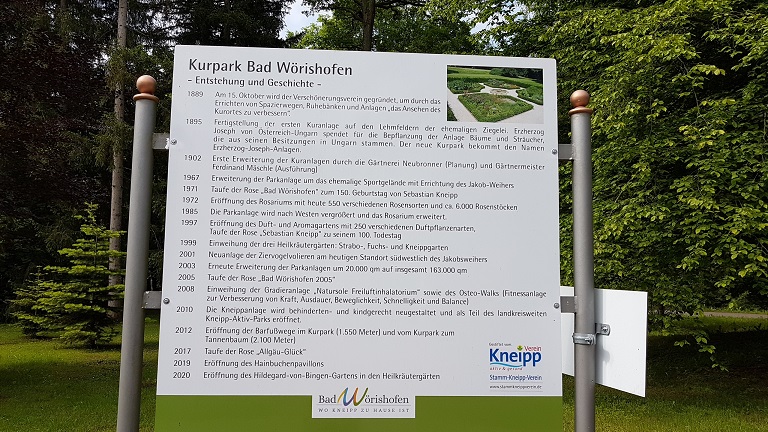 Kurpark Bad Wörishofen
- Entstehung und Geschichte -
1889 Am 15. Oktober wird der Verschönerungsverein gegründet, um durch das
Errichten von Spazierwegen, Ruhebänken und Anlagen „das Ansehen des
Kurortes zu verbessern".
1895 Fertigstellung der ersten Kuranlage auf den Lehmfeldern der ehemaligen Ziegelei. Erzherzog
Joseph von Österreich-Ungarn spendet für die Bepflanzung der Anlage Bäume und Sträucher,
die aus seinen Besitzungen in Ungarn stammen. Der neue Kurpark bekommt den Namen
Erzherzog-Joseph-Anlagen.
1902 Erste Erweiterung der Kuranlagen durch die Gärtnerei Neubronner (Planung) und Gärtnermeister
Ferdinand Mäschle (Ausführung)
1967 Erweiterung der Parkanlage um das ehemalige Sportgelände mit Errichtung des Jakob-Weihers
1971 Taufe der Rose „Bad Wörishofen" zum 150. Geburtstag von Sebastian Kneipp
1972 Eröffnung des Rosariums mit heute 550 verschiedenen Rosensorten und ca. 6.000 Rosenstöcken
1985 Die Parkanlage wird nach Westen vergrößert und das Rosarium erweitert.
1997 Eröffnung des Duft- und Aromagartens mit 250 verschiedenen Duftpflanzenarten,
Taufe der Rose „Sebastian Kneipp" zu seinem 100. Todestag
1999 Einweihung der drei Heilkräutergärten: Strabo-, Fuchs- und Kneippgarten
2001 Neuanlage der Ziervogelvolieren am heutigen Standort südwestlich des Jakobsweihers
2003 Erneute Erweiterung der Parkanlagen um 20.000 qm auf insgesamt 163.000 qm
2005 Taufe der Rose „Bad Wörishofen 2005"
2008 Einweihung der Gradieranlage „Natursole Freiluftinhalatorium" sowie des Osteo-Walks (Fitnessanlage
zur Verbesserung von Kraft, Ausdauer, Beweglichkeit, Schnelligkeit und Balance)
2010 Die Kneippanlage wird behinderten- und kindgerecht neugestaltet und als Teil des landkreisweiten
Kneipp-Aktiv-Parks eröffnet.
2012 Eröffnung der Barfußwege im Kurpark (1.550 Meter) und vom Kurpark zum
Tannenbaum (2.100 Meter)
2017 Taufe der Rose „Allgäu-Glück"
2019 Eröffnung des Hainbuchenpavillons
2020 Eröffnung des Hildegard-von-Bingen-Gartens in den Heilkräutergärten
Gestiftet vom:
Kneipp Verein
aktiv & gesund
Stamm-Kneipp-Verein
www.stammkneippverein.de
Bad Wörishofen
WO KNEIPP ZU HAUSE IST